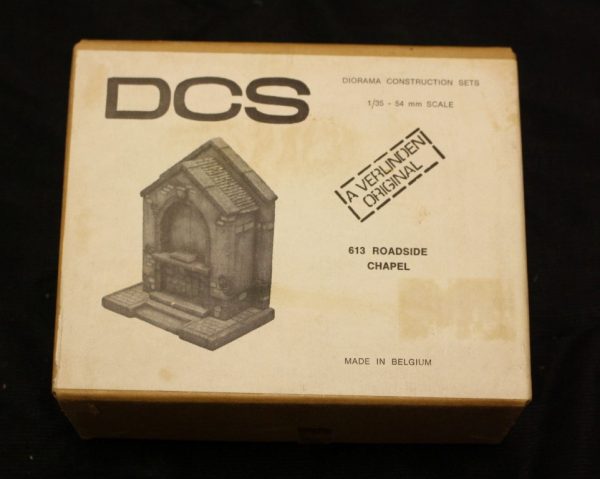 DCS
DIORAMA CONSTRUCTION SETS
1/35 - 54 mm SCALE
A VERLINDEN
ORIGINAL
613 ROADSIDE
CHAPEL
MADE IN BELGIUM